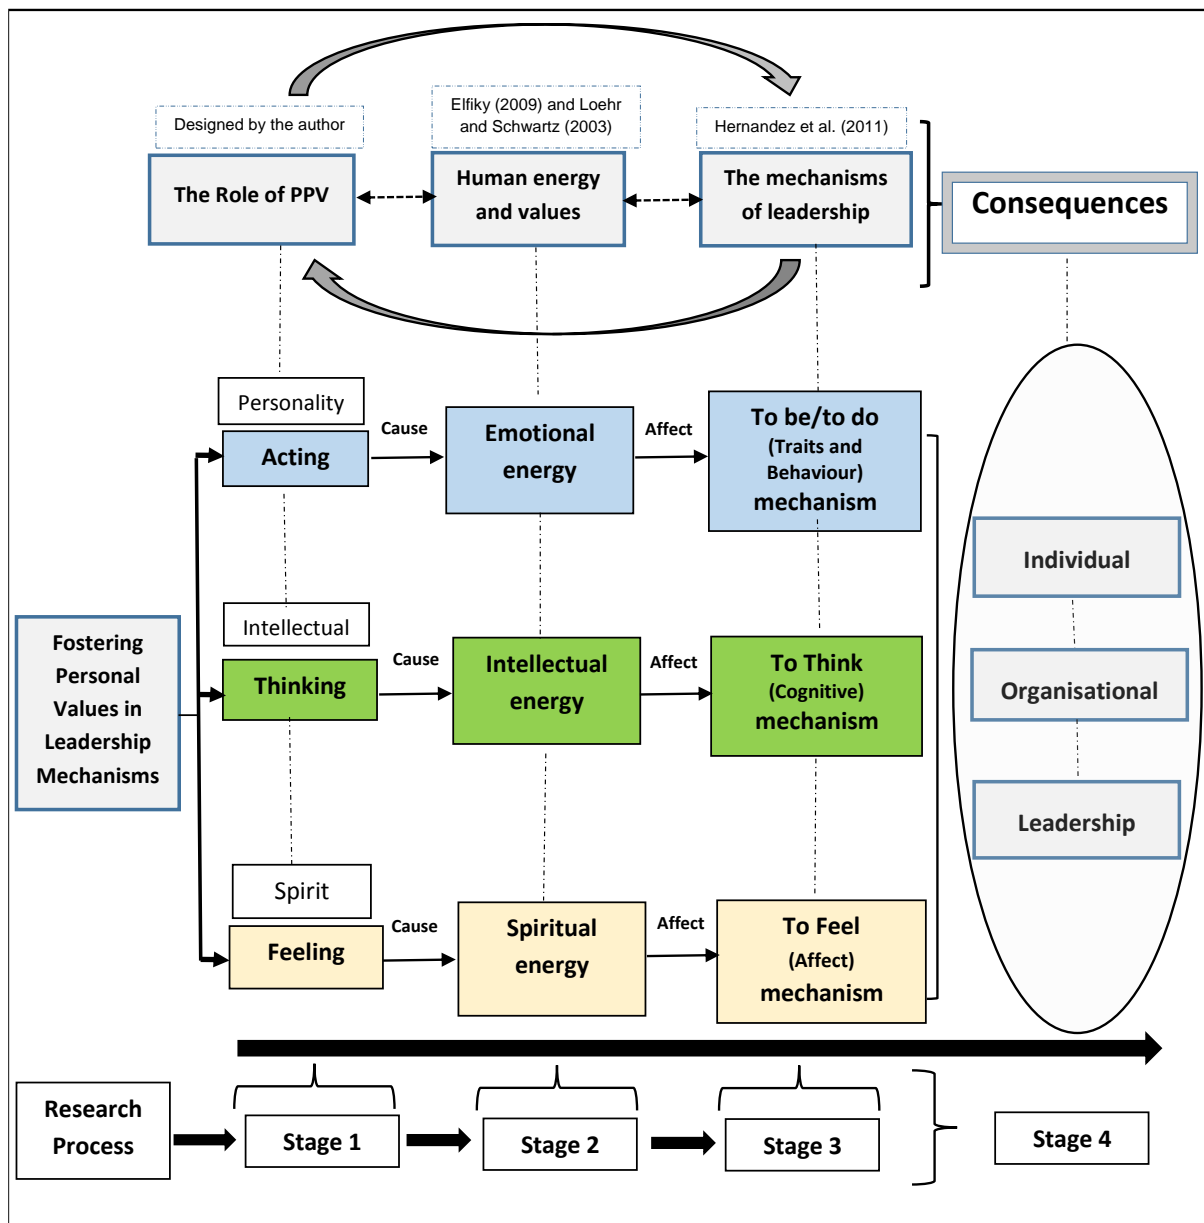 Designed by the author
Elfiky (2009) and Loehr
and Schwartz (2003)
Hernandez et al. (2011)
The Role of PPV
Human energy
and values
The mechanisms
of leadership
Consequences
Personality
Acting
Cause
Emotional
energy
Affect
To be/to do
(Traits and
Behaviour)
mechanism
Intellectual
Thinking
Cause
Intellectual
energy
Affect
To Think
(Cognitive)
mechanism
Fostering
Personal
Values in
Leadership
Mechanisms
Spirit
Feeling
Cause
Spiritual
energy
Affect
To Feel
(Affect)
mechanism
Individual
Organisational
Leadership
Research
Process
Stage 1
Stage 2
Stage 3
Stage 4